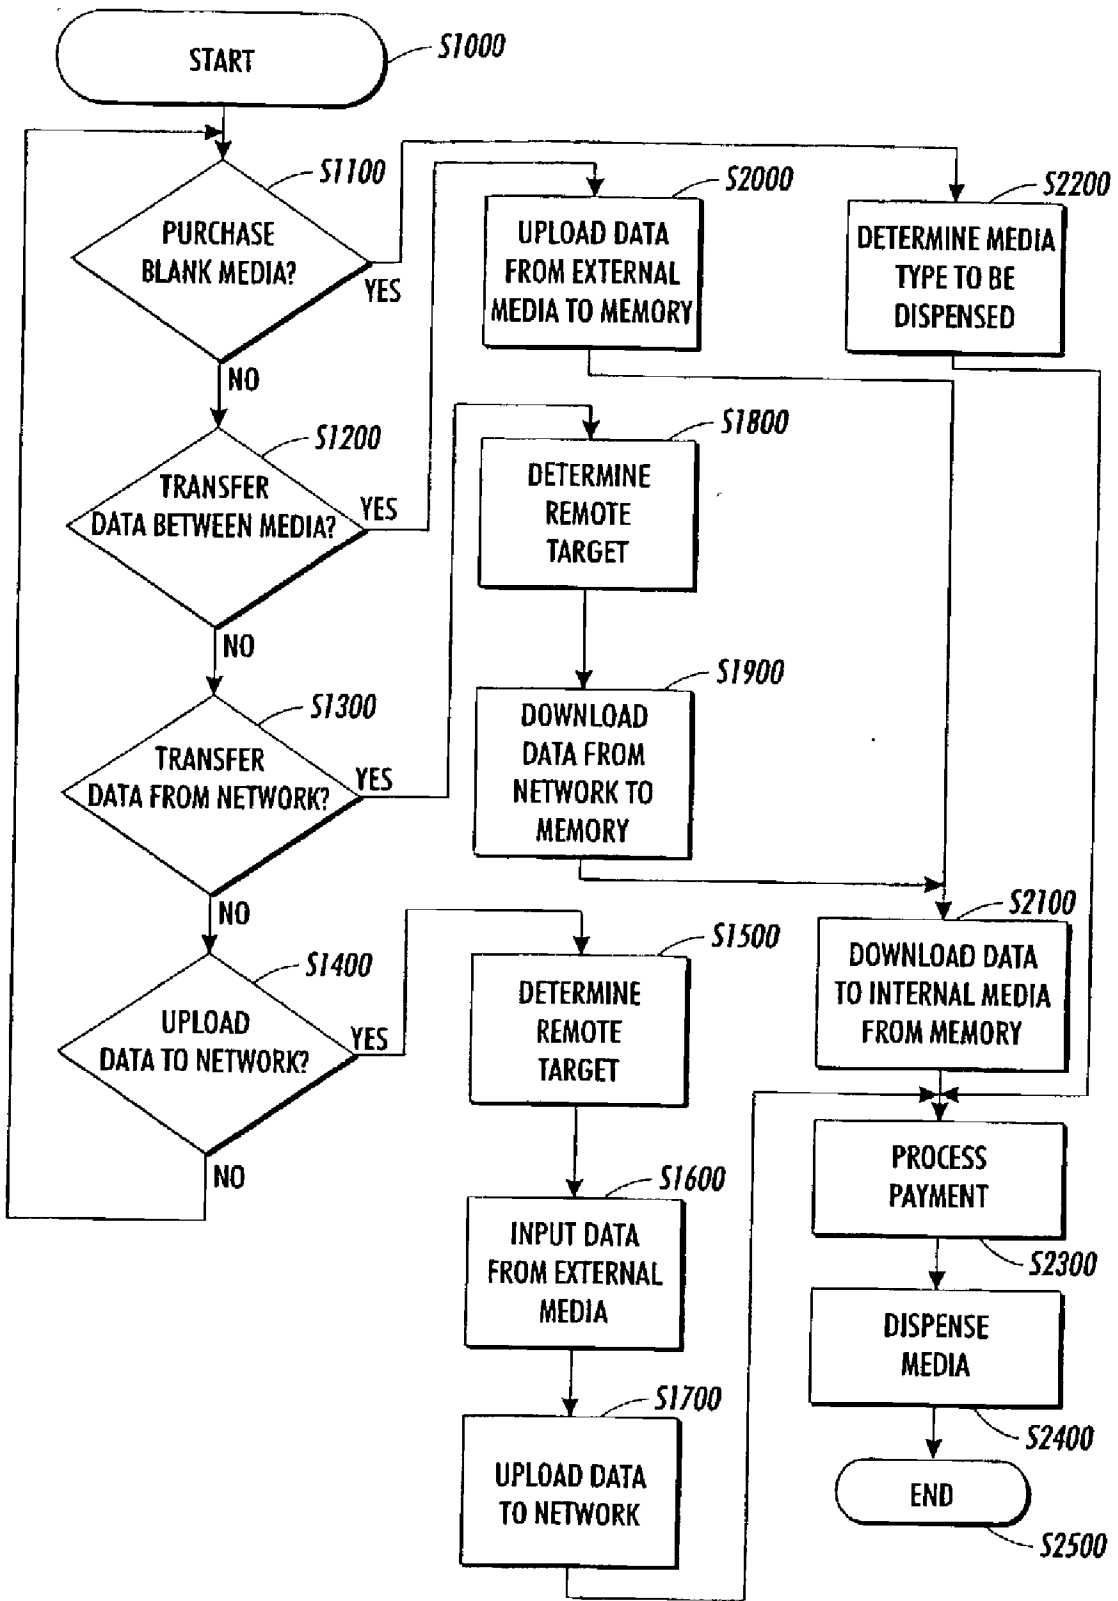 START
S1000
S1100
PURCHASE
BLANK MEDIA?
YES
NO
S2000
UPLOAD DATA
FROM EXTERNAL
MEDIA TO MEMORY
S2200
DETERMINE MEDIA
TYPE TO BE
DISPENSED
S1200
TRANSFER
DATA BETWEEN MEDIA?
YES
NO
S1800
DETERMINE
REMOTE
TARGET
S1300
TRANSFER
DATA FROM NETWORK?
YES
NO
S1900
DOWNLOAD
DATA FROM
NETWORK TO
MEMORY
S1400
UPLOAD
DATA TO NETWORK?
YES
NO
S1500
DETERMINE
REMOTE
TARGET
S2100
DOWNLOAD DATA
TO INTERNAL MEDIA
FROM MEMORY
S1600
INPUT DATA
FROM EXTERNAL
MEDIA
PROCESS
PAYMENT
S2300
S1700
UPLOAD DATA
TO NETWORK
DISPENSE
MEDIA
S2400
END
S2500